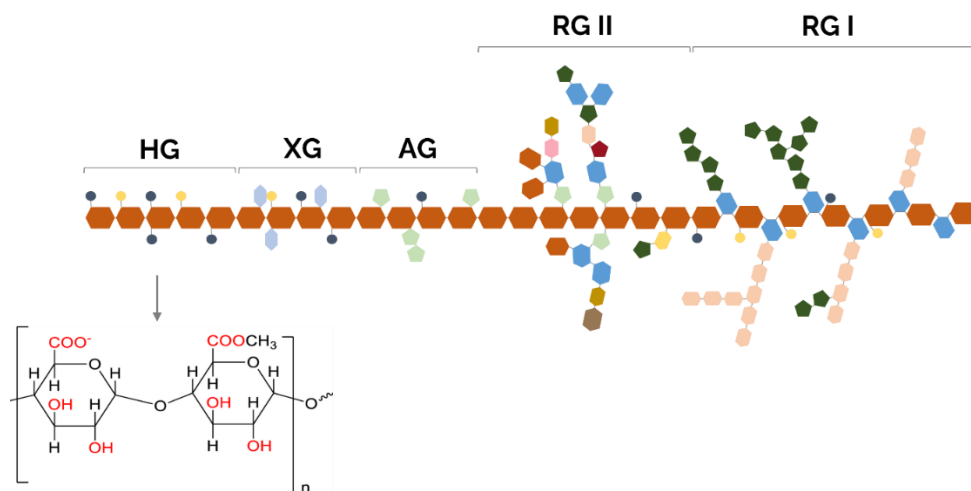 RG II RG I
HG XG AG
COO- COOCH3
H H O H H H O H
OH H OH H
O O
H OH H OH
n